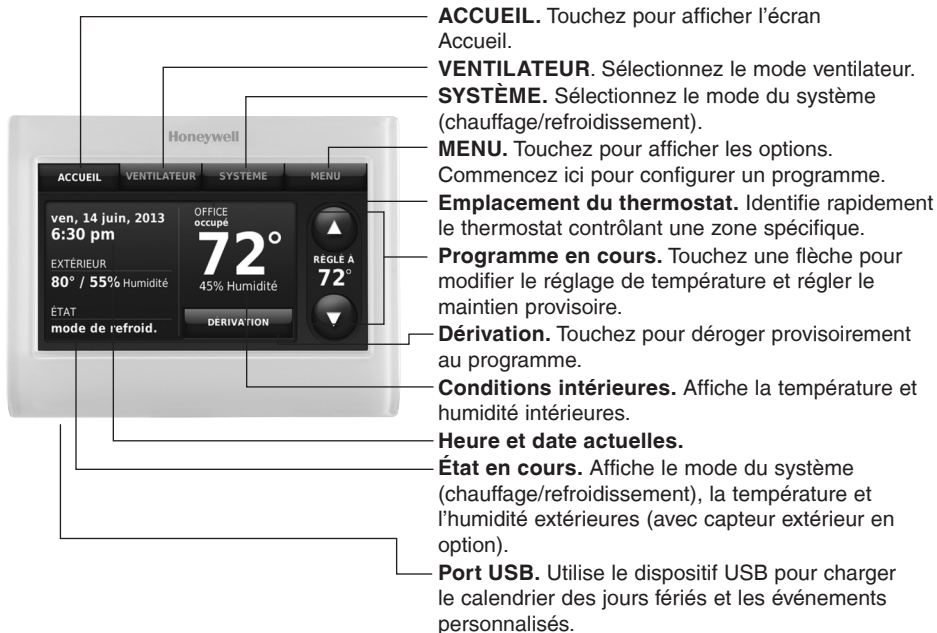 ACCUEIL. Touchez pour afficher l’écran
Accueil.
VENTILATEUR. Sélectionnez le mode ventilateur.
SYSTÈME. Sélectionnez le mode du système
(chauffage/refroidissement).
MENU. Touchez pour afficher les options.
Commencez ici pour configurer un programme.
Emplacement du thermostat. Identifie rapidement
le thermostat contrôlant une zone spécifique.
Programme en cours. Touchez une flèche pour
modifier le réglage de température et régler le
maintien provisoire.
Dérivation. Touchez pour déroger provisoirement
au programme.
Conditions intérieures. Affiche la température et
humidité intérieures.
Heure et date actuelles.
État en cours. Affiche le mode du système
(chauffage/refroidissement), la température et
l’humidité extérieures (avec capteur extérieur en
option).
Port USB. Utilise le dispositif USB pour charger
le calendrier des jours fériés et les événements
personnalisés.
Honeywell
ACCUEIL VENTILATEUR SYSTÈME MENU
ven, 14 juin, 2013
6:30 pm
EXTÉRIEUR
80° / 55% Humidité
ÉTAT
mode de refroid.
OFFICE
occupé
72°
45% Humidité
DÉRIVATION
RÉGLÉ À
72°